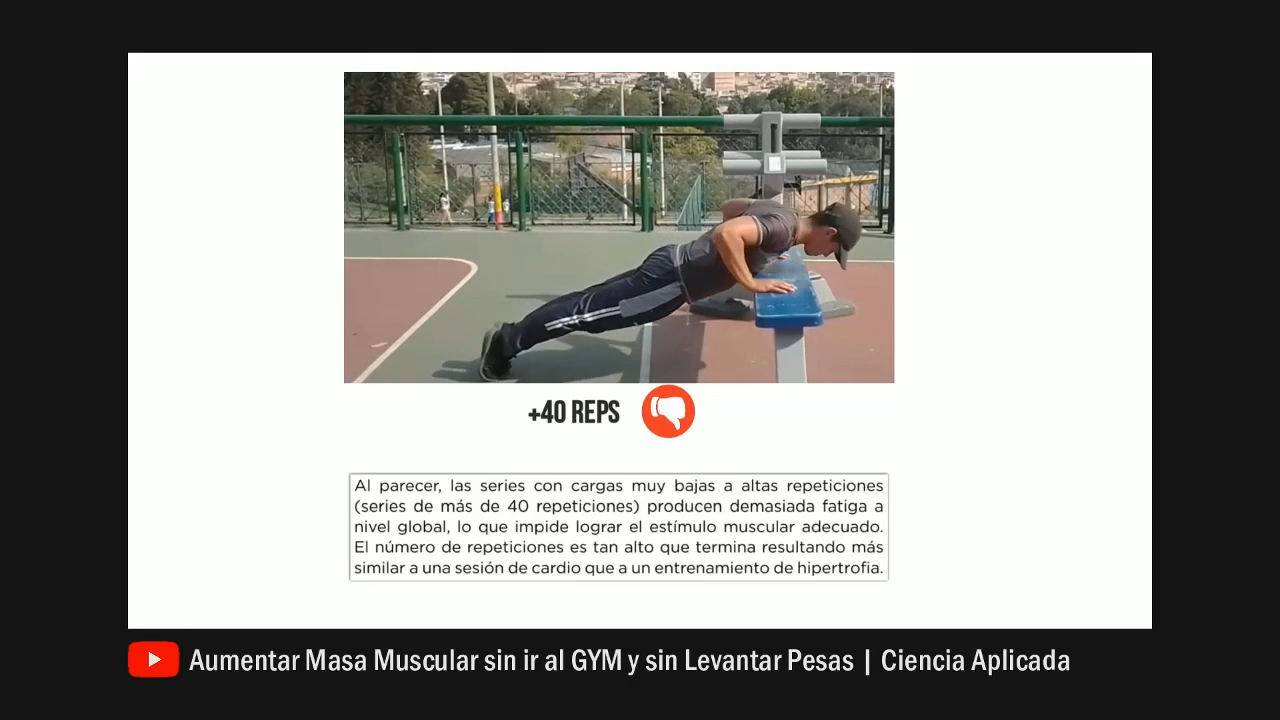 +40 REPS
Al parecer, las series con cargas muy bajas a altas repeticiones
(series de más de 40 repeticiones) producen demasiada fatiga a
nivel global, lo que impide lograr el estímulo muscular adecuado.
El número de repeticiones es tan alto que termina resultando más
similar a una sesión de cardio que a un entrenamiento de hipertrofia.
Aumentar Masa Muscular sin ir al GYM y sin Levantar Pesas | Ciencia Aplicada